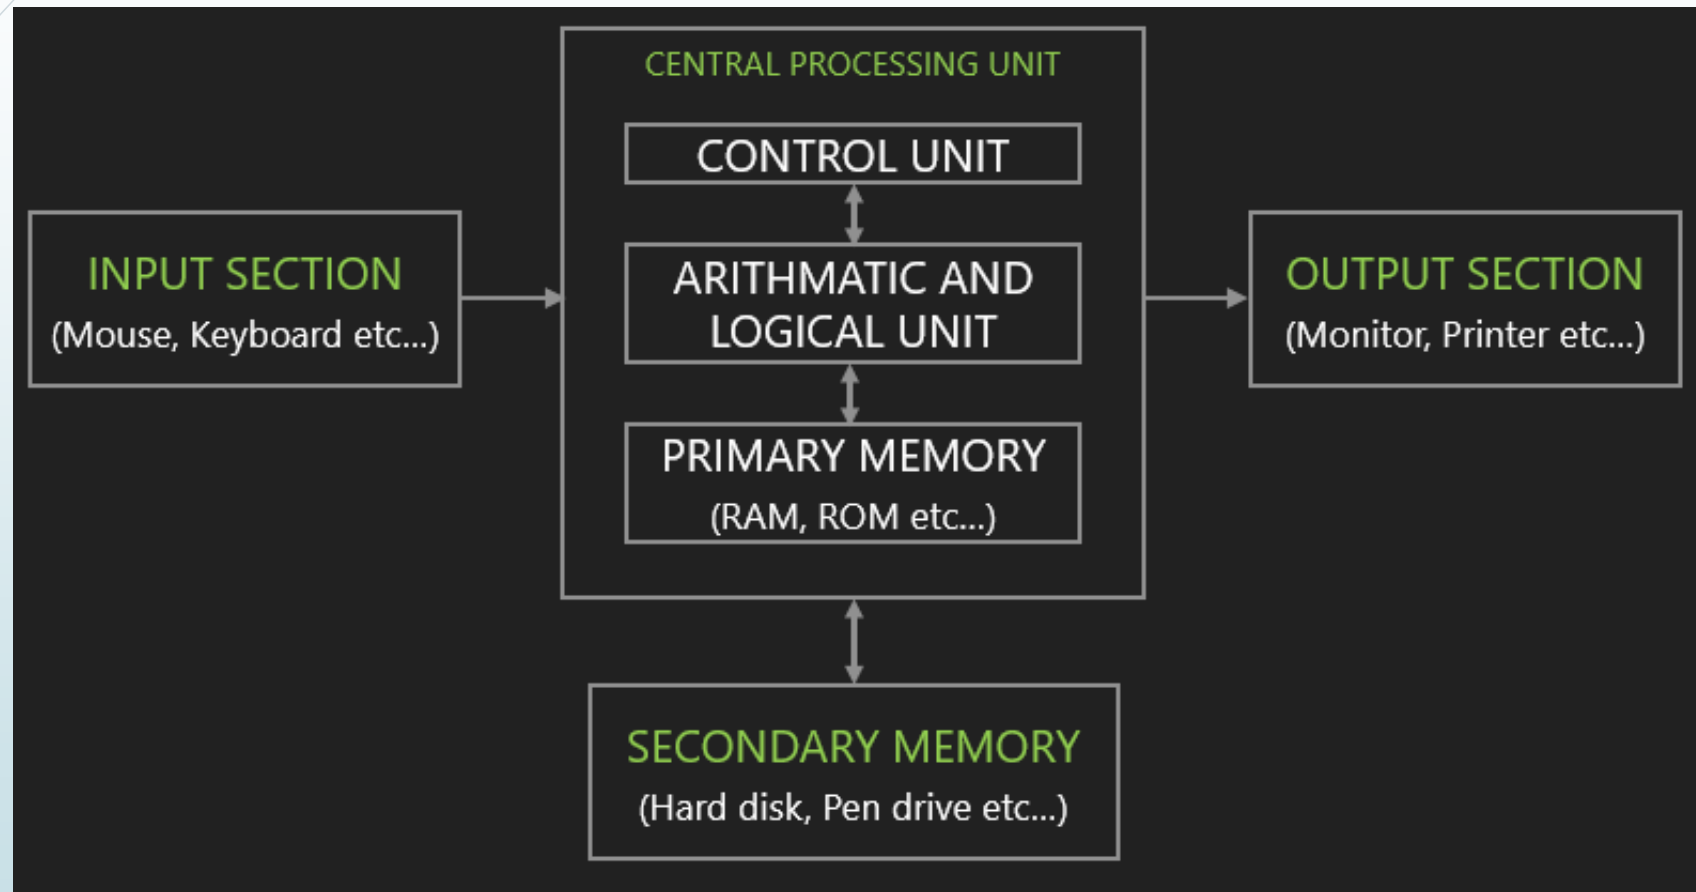 CENTRAL PROCESSING UNIT
CONTROL UNIT
ARITHMATIC AND
LOGICAL UNIT
PRIMARY MEMORY
(RAM, ROM etc...)
INPUT SECTION
(Mouse, Keyboard etc...)
OUTPUT SECTION
(Monitor, Printer etc...)
SECONDARY MEMORY
(Hard disk, Pen drive etc...)